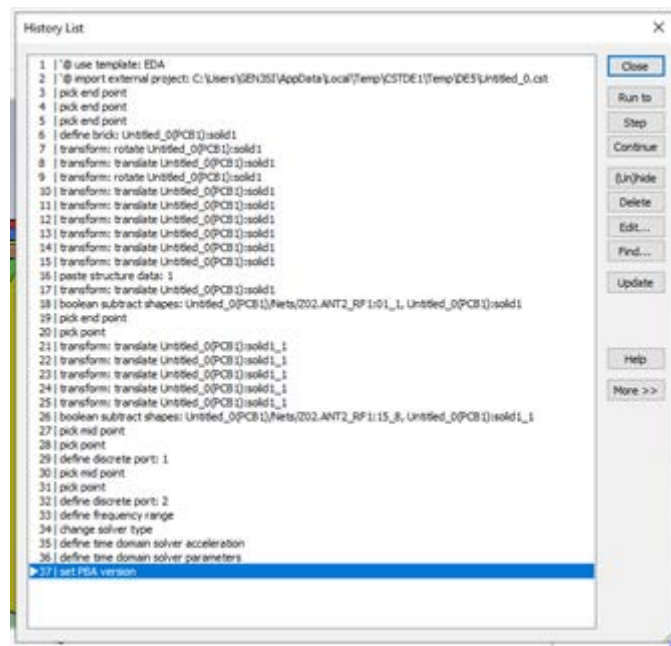 History List
1 |'@ use template: EDA
2 |'@ import external project: C:\Users\GEN3SI\AppData\Local\Temp\CSTDE1\Temp\DE5\Untitled_0.cst
3 | pick end point
4 | pick end point
5 | pick end point
6 | define brick: Untitled_0(PCB1):solid1
7 | transform: rotate Untitled_0(PCB1):solid1
8 | transform: translate Untitled_0(PCB1):solid1
9 | transform: rotate Untitled_0(PCB1):solid1
10| transform: translate Untitled_0(PCB1):solid1
11| transform: translate Untitled_0(PCB1):solid1
12| transform: translate Untitled_0(PCB1):solid1
13| transform: translate Untitled_0(PCB1):solid1
14| transform: translate Untitled_0(PCB1):solid1
15| transform: translate Untitled_0(PCB1):solid1
16| paste structure data: 1
17| transform: translate Untitled_0(PCB1):solid1
18| boolean subtract shapes: Untitled_0(PCB1)/Nets/Z02.ANT2_RF1:01_1, Untitled_0(PCB1):solid1
19| pick end point
20| pick point
21| transform: translate Untitled_0(PCB1):solid1_1
22| transform: translate Untitled_0(PCB1):solid1_1
23| transform: translate Untitled_0(PCB1):solid1_1
24| transform: translate Untitled_0(PCB1):solid1_1
25| transform: translate Untitled_0(PCB1):solid1_1
26| boolean subtract shapes: Untitled_0(PCB1)/Nets/Z02.ANT2_RF1:15_8, Untitled_0(PCB1):solid1_1
27| pick mid point
28| pick point
29| define discrete port: 1
30| pick mid point
31| pick point
32| define discrete port: 2
33| define frequency range
34| change solver type
35| define time domain solver acceleration
36| define time domain solver parameters
37| set PBA version
Close
Run to
Step
Continue
(Un)hide
Delete
Edit...
Find...
Update
Help
More >>